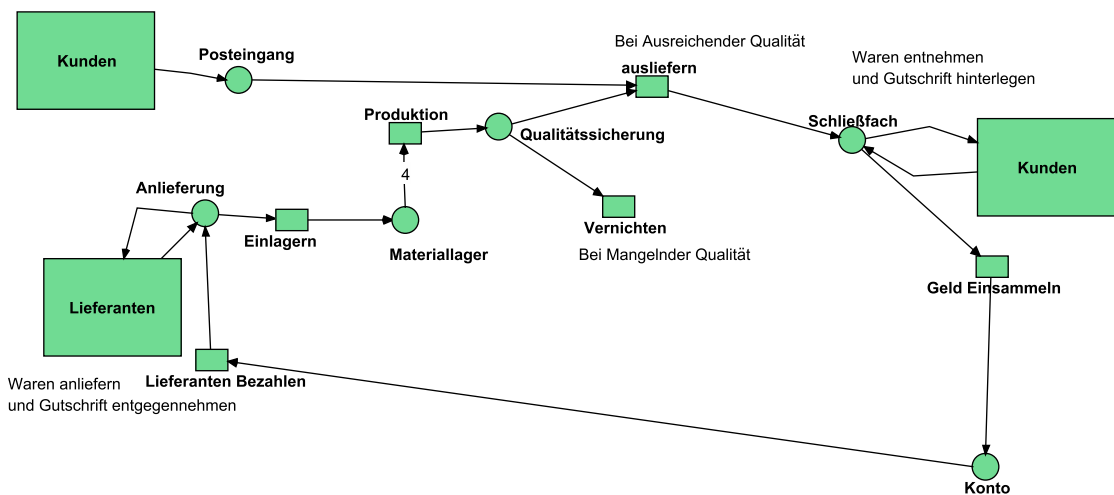 Kunden
Posteingang
Bei Ausreichender Qualität
ausliefern
Waren entnehmen
und Gutschrift hinterlegen
Produktion
Qualitätssicherung
Schließfach
Kunden
4
Anlieferung
Einlagern
Materiallager
Vernichten
Bei Mangelnder Qualität
Geld Einsammeln
Lieferanten
Lieferanten Bezahlen
Waren anliefern
und Gutschrift entgegennehmen
Konto